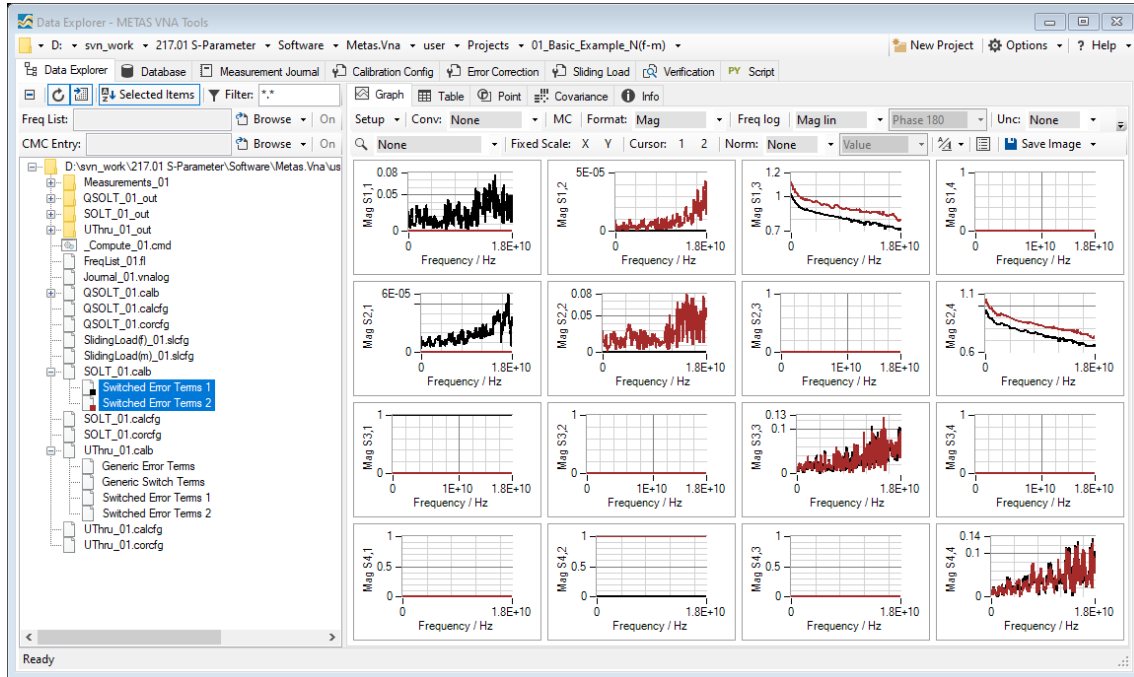 Data Explorer - METAS VNA Tools
D: svn_work 217.01 S-Parameter Software Metas.Vna user Projects 01_Basic_Example_N(f-m) New Project Options ? Help
Data Explorer Database Measurement Journal Calibration Config Error Correction Sliding Load Verification PY Script
Selected Items Filter: *.* Graph Table Point Covariance Info
Freq List: Browse On Setup Conv: None MC Format: Mag Freq log Mag lin Phase 180 Unc: None
CMC Entry: Browse On None Fixed Scale: X Y Cursor: 1 2 Norm: None Value Save Image
D:\svn_work\217.01 S-Parameter\Software\Metas.Vna\us
Measurements_01
QSOLT_01_out
SOLT_01_out
UThru_01_out
_Compute_01.cmd
FreqList_01.fl
Journal_01.vnalog
QSOLT_01.calb
QSOLT_01.calcfg
QSOLT_01.corcfg
SlidingLoad(f)_01.slcfg
SlidingLoad(m)_01.slcfg
SOLT_01.calb
Switched Error Terms 1
Switched Error Terms 2
SOLT_01.calcfg
SOLT_01.corcfg
UThru_01.calb
Generic Error Terms
Generic Switch Terms
Switched Error Terms 1
Switched Error Terms 2
UThru_01.calcfg
UThru_01.corcfg
Mag S1,1 0.08 0.05 0 0 1.8E+10 Frequency / Hz
Mag S1,2 5E-05 0 0 1.8E+10 Frequency / Hz
Mag S1,3 1.2 1 0.7 0 1.8E+10 Frequency / Hz
Mag S1,4 1 0 0 1E+10 1.8E+10 Frequency / Hz
Mag S2,1 6E-05 0 0 1.8E+10 Frequency / Hz
Mag S2,2 0.08 0.05 0 0 1.8E+10 Frequency / Hz
Mag S2,3 1 0 0 1E+10 1.8E+10 Frequency / Hz
Mag S2,4 1.1 0.6 0 1.8E+10 Frequency / Hz
Mag S3,1 1 0 0 1E+10 1.8E+10 Frequency / Hz
Mag S3,2 1 0 0 1E+10 1.8E+10 Frequency / Hz
Mag S3,3 0.13 0.1 0 0 1.8E+10 Frequency / Hz
Mag S3,4 1 0 0 1E+10 1.8E+10 Frequency / Hz
Mag S4,1 1 0.5 0 0 1.8E+10 Frequency / Hz
Mag S4,2 1 0.5 0 0 1.8E+10 Frequency / Hz
Mag S4,3 1 0.5 0 0 1.8E+10 Frequency / Hz
Mag S4,4 0.14 0.1 0 0 1.8E+10 Frequency / Hz
Ready